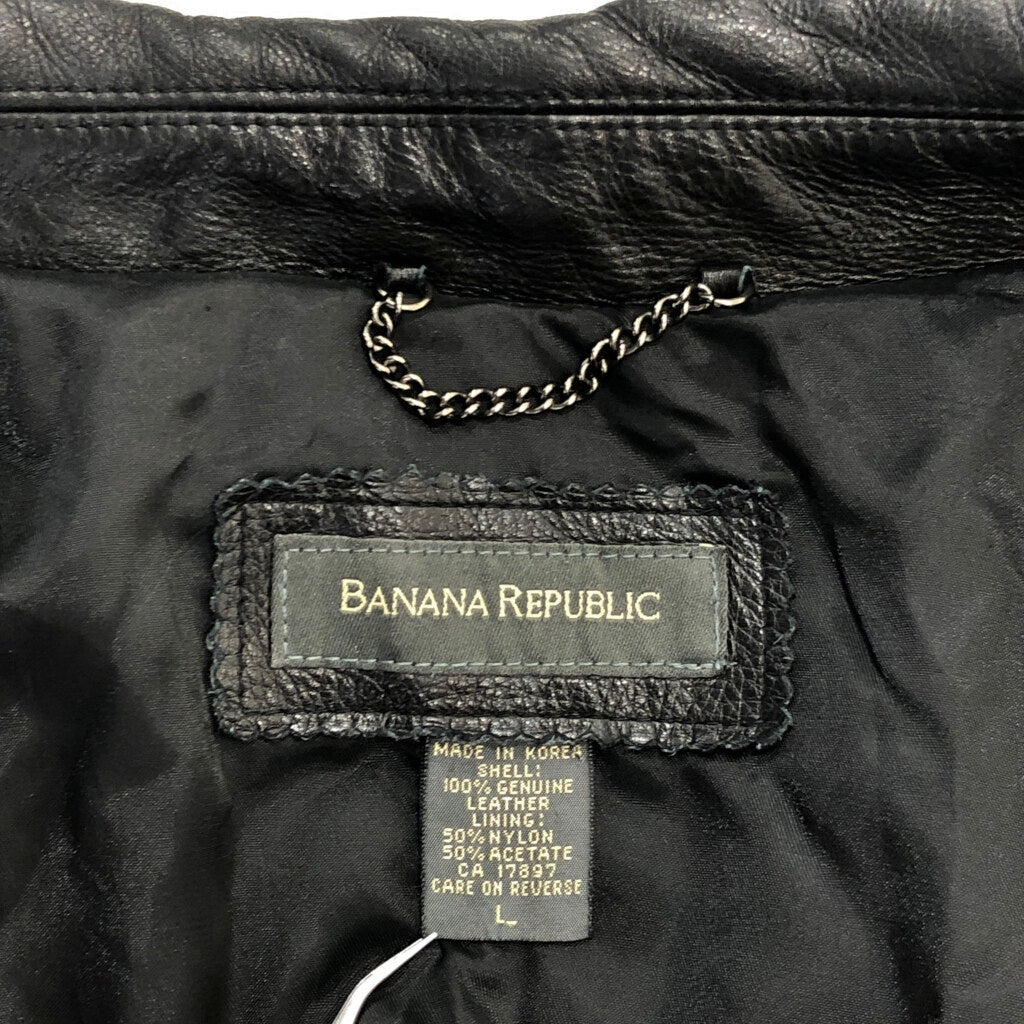 BANANA REPUBLIC
MADE IN KOREA
SHELL:
100% GENUINE
LEATHER
LINING:
50% NYLON
50% ACETATE
CA 17897
CARE ON REVERSE
L